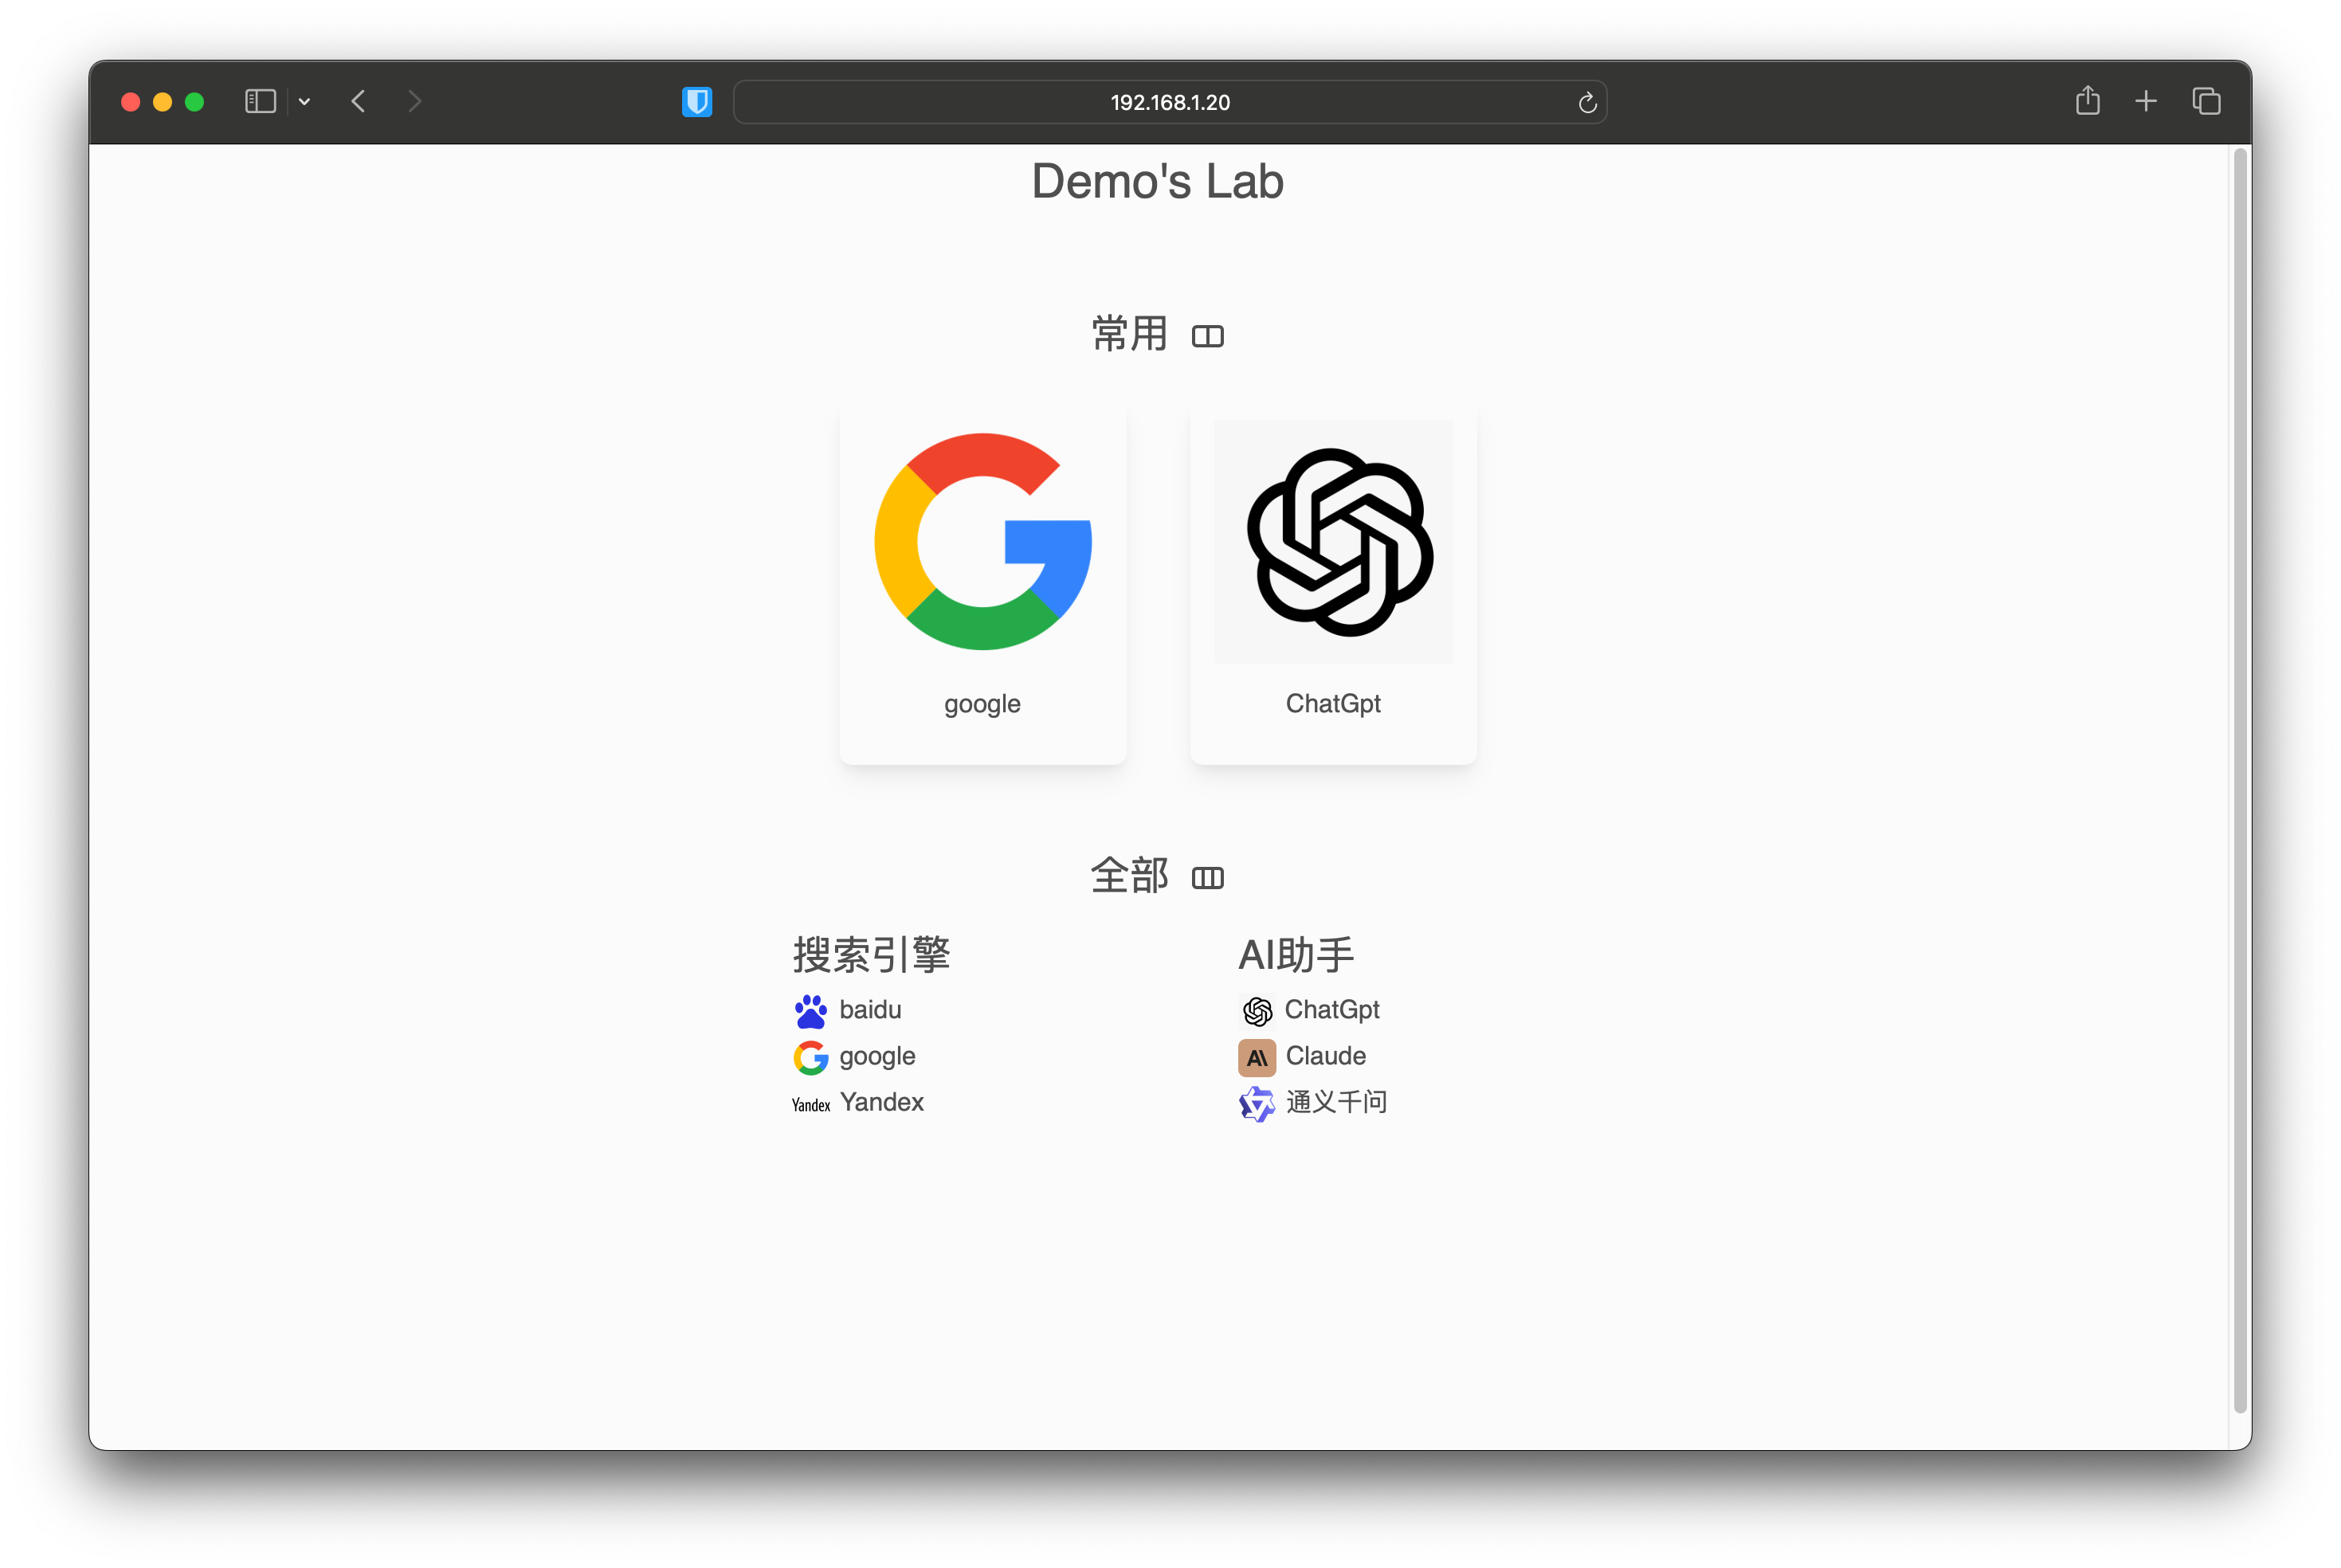 192.168.1.20
Demo's Lab
常用
google
ChatGpt
全部
搜索引擎
baidu
google
Yandex Yandex
AI助手
ChatGpt
Claude
通义千问